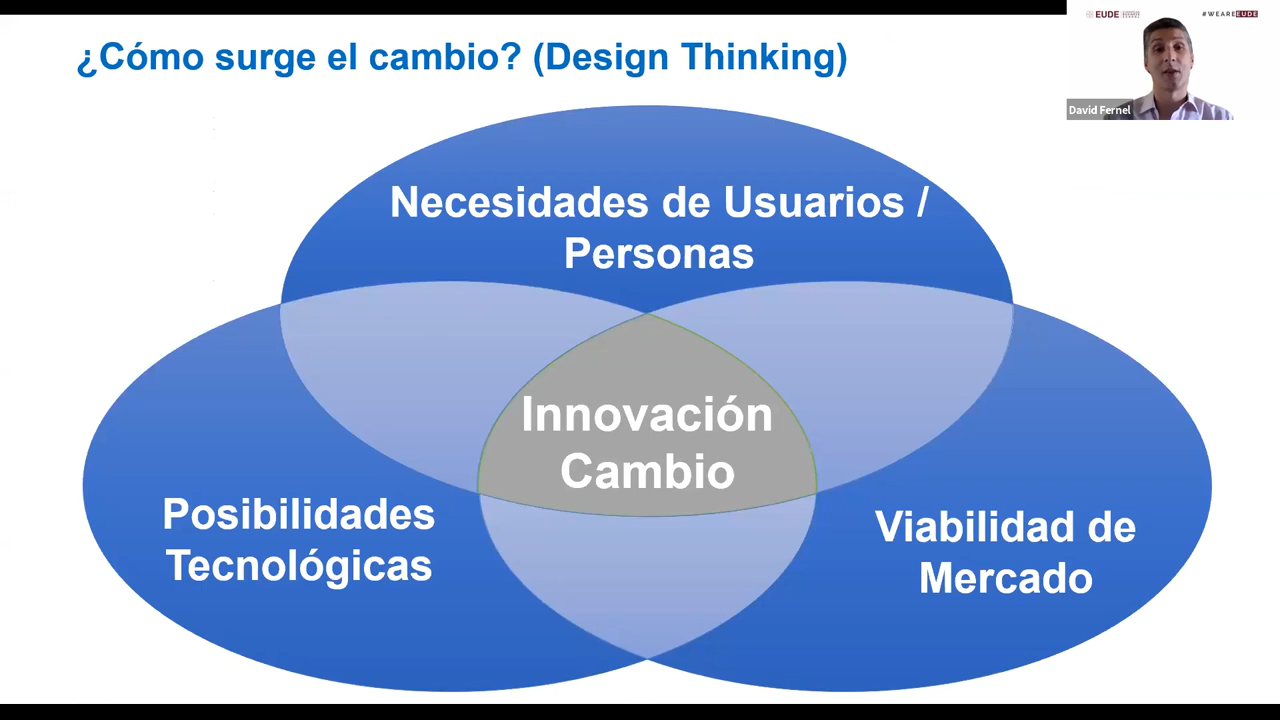 ¿Cómo surge el cambio? (Design Thinking)
EUDE
#WEAREEUDE
David Fernel
Necesidades de Usuarios /
Personas
Innovación
Cambio
Posibilidades
Tecnológicas
Viabilidad de
Mercado